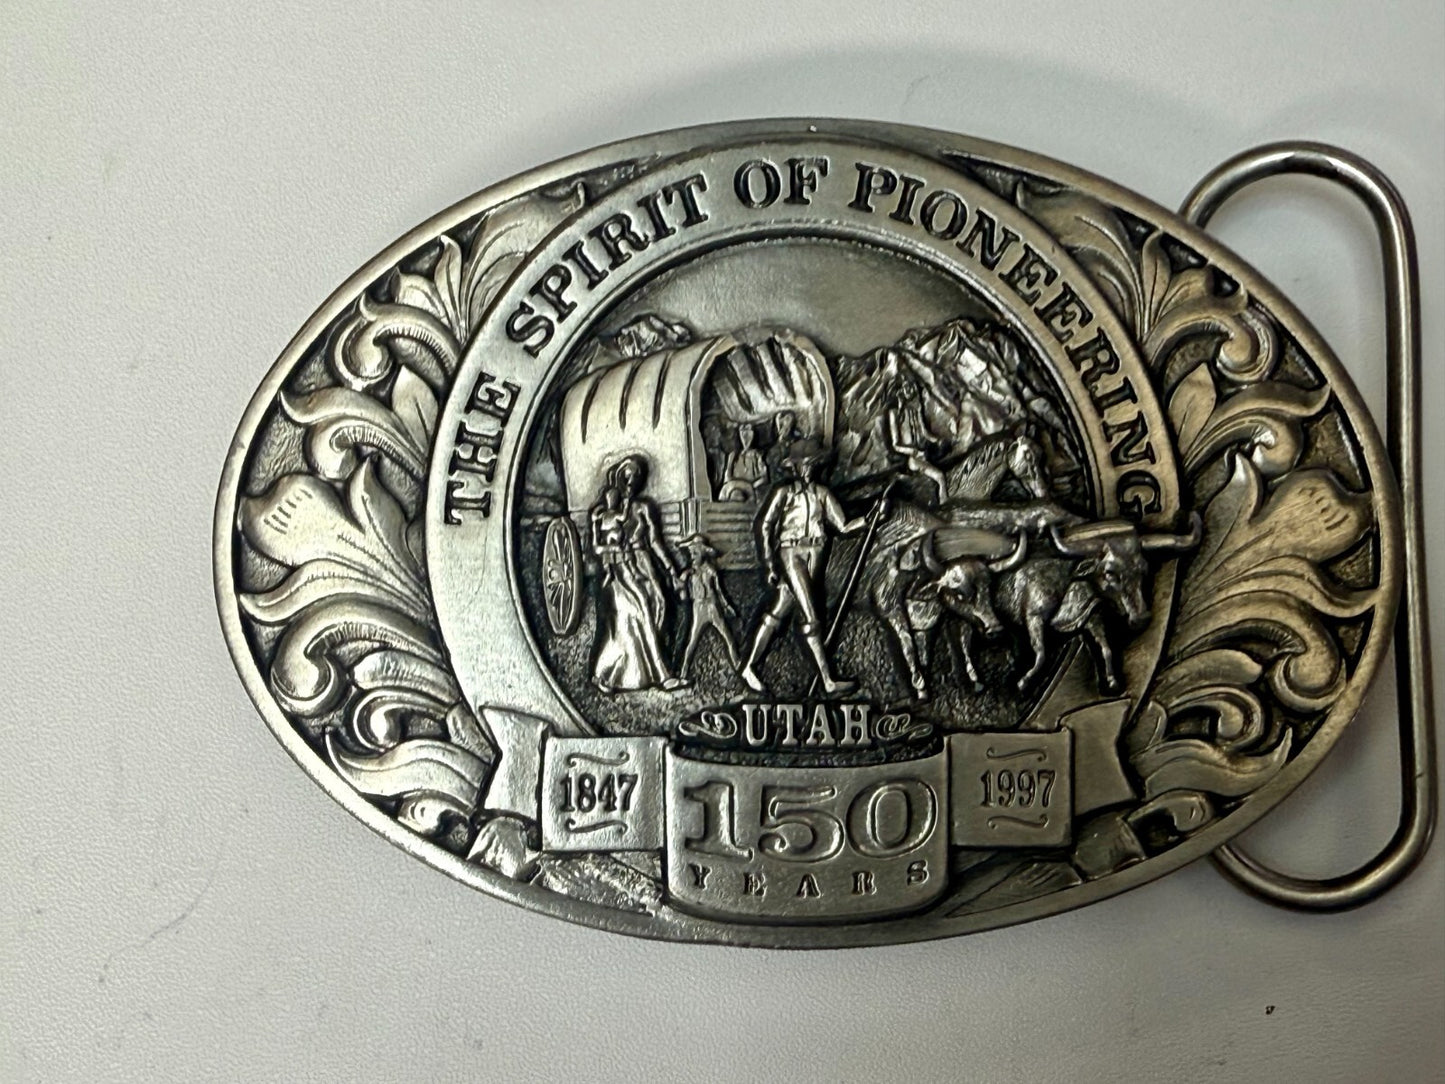 THE SPIRIT OF PIONEERING
UTAH
1847
150
YEARS
1997